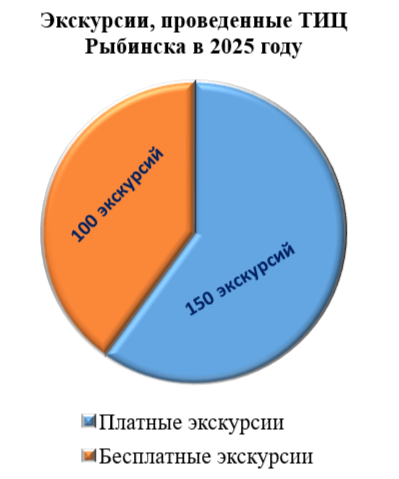 Экскурсии, проведенные ТИЦ
Рыбинска в 2025 году
100 экскурсий
150 экскурсий
Платные экскурсии
Бесплатные экскурсии